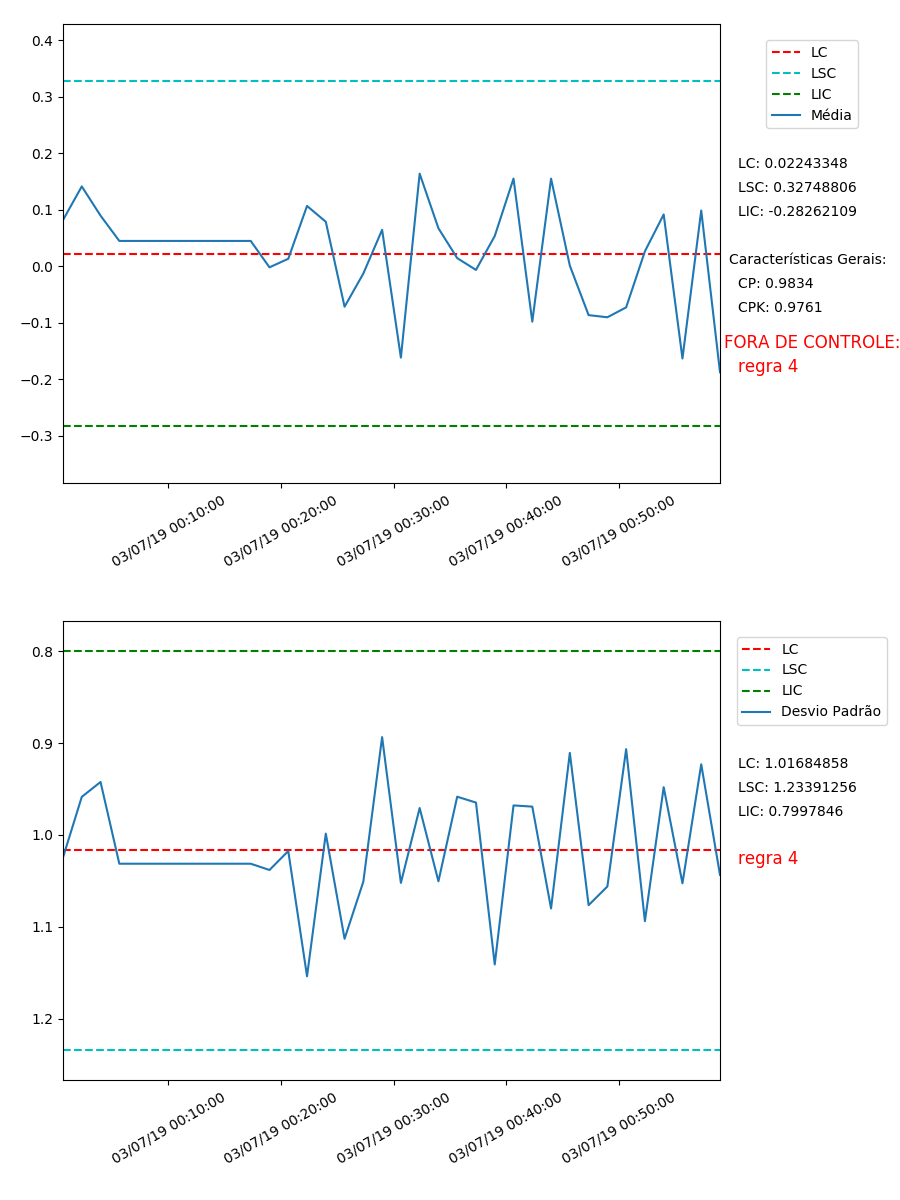 0.4
0.3
0.2
0.1
0.0
−0.1
−0.2
−0.3
03/07/19 00:10:00
03/07/19 00:20:00
03/07/19 00:30:00
03/07/19 00:40:00
03/07/19 00:50:00
LC
LSC
LIC
Média
LC: 0.02243348
LSC: 0.32748806
LIC: -0.28262109
Características Gerais:
CP: 0.9834
CPK: 0.9761
FORA DE CONTROLE:
regra 4
0.8
0.9
1.0
1.1
1.2
03/07/19 00:10:00
03/07/19 00:20:00
03/07/19 00:30:00
03/07/19 00:40:00
03/07/19 00:50:00
LC
LSC
LIC
Desvio Padrão
LC: 1.01684858
LSC: 1.23391256
LIC: 0.7997846
regra 4